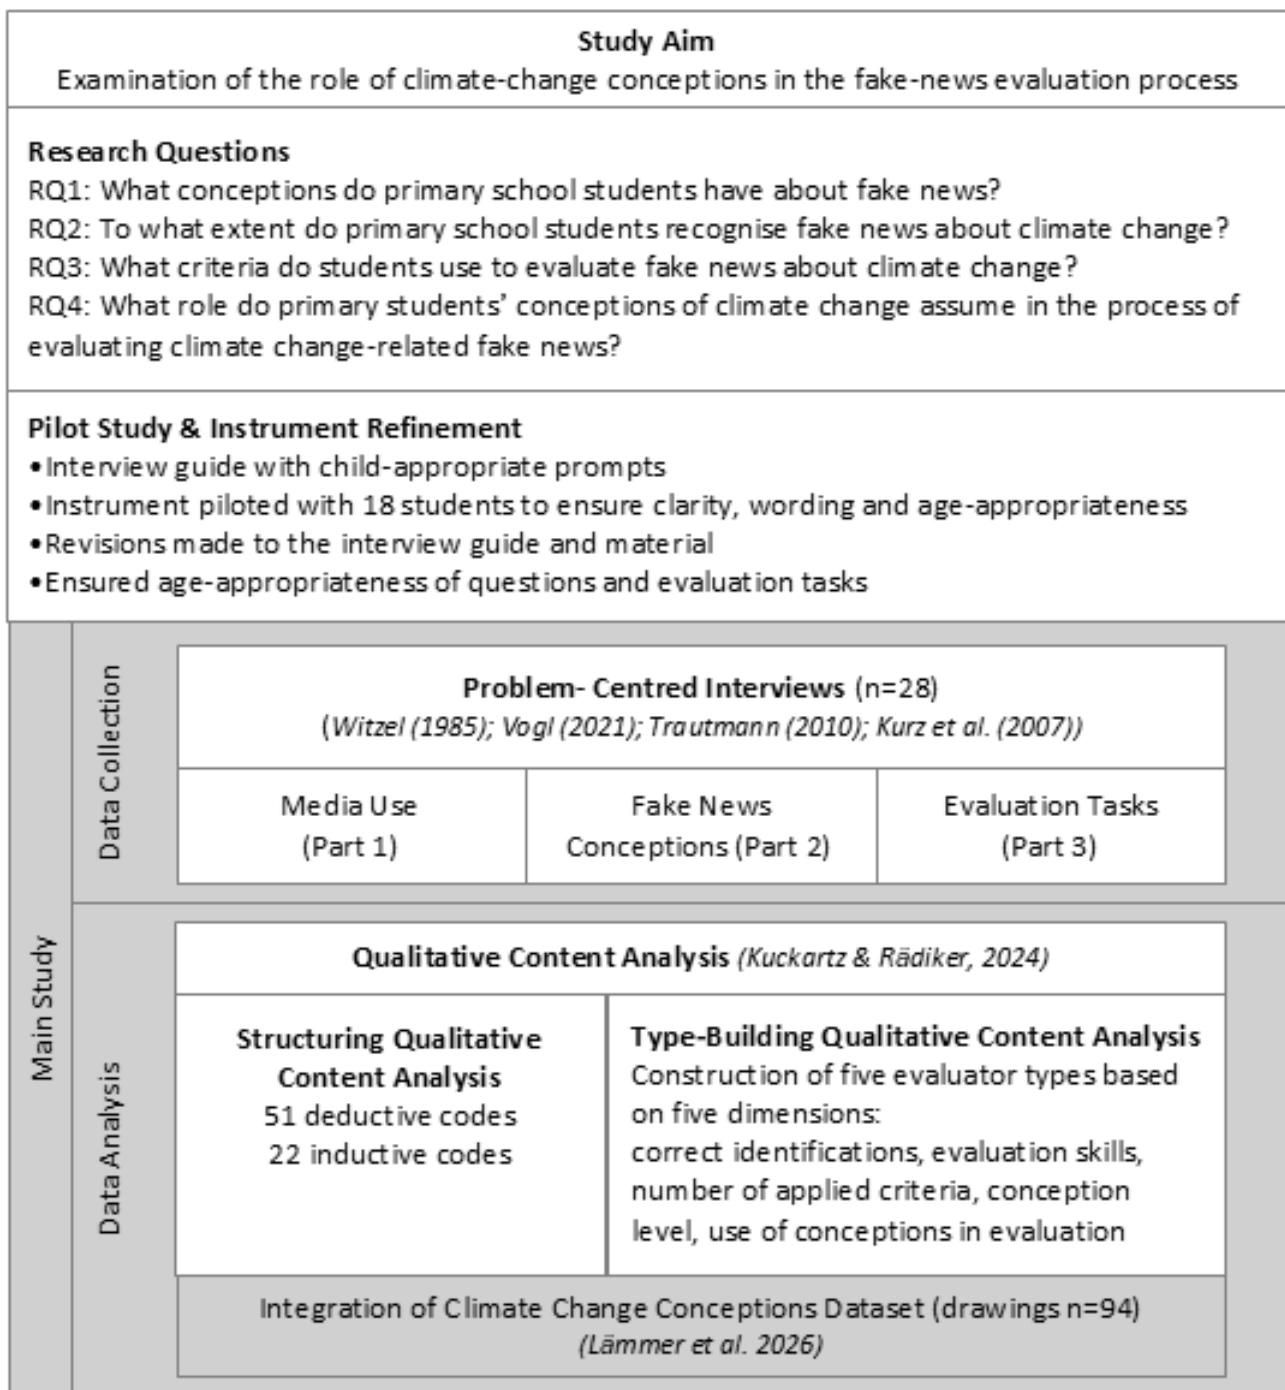 Study Aim
Examination of the role of climate-change conceptions in the fake-news evaluation process
Research Questions
RQ1: What conceptions do primary school students have about fake news?
RQ2: To what extent do primary school students recognise fake news about climate change?
RQ3: What criteria do students use to evaluate fake news about climate change?
RQ4: What role do primary students’ conceptions of climate change assume in the process of
evaluating climate change-related fake news?
Pilot Study & Instrument Refinement
•Interview guide with child-appropriate prompts
•Instrument piloted with 18 students to ensure clarity, wording and age-appropriateness
•Revisions made to the interview guide and material
•Ensured age-appropriateness of questions and evaluation tasks
Main Study
Data Collection
Problem- Centred Interviews (n=28)
(Witzel (1985); Vogl (2021); Trautmann (2010); Kurz et al. (2007))
Media Use
(Part 1)
Fake News
Conceptions (Part 2)
Evaluation Tasks
(Part 3)
Data Analysis
Qualitative Content Analysis (Kuckartz & Rädiker, 2024)
Structuring Qualitative
Content Analysis
51 deductive codes
22 inductive codes
Type-Building Qualitative Content Analysis
Construction of five evaluator types based
on five dimensions:
correct identifications, evaluation skills,
number of applied criteria, conception
level, use of conceptions in evaluation
Integration of Climate Change Conceptions Dataset (drawings n=94)
(Lämmer et al. 2026)